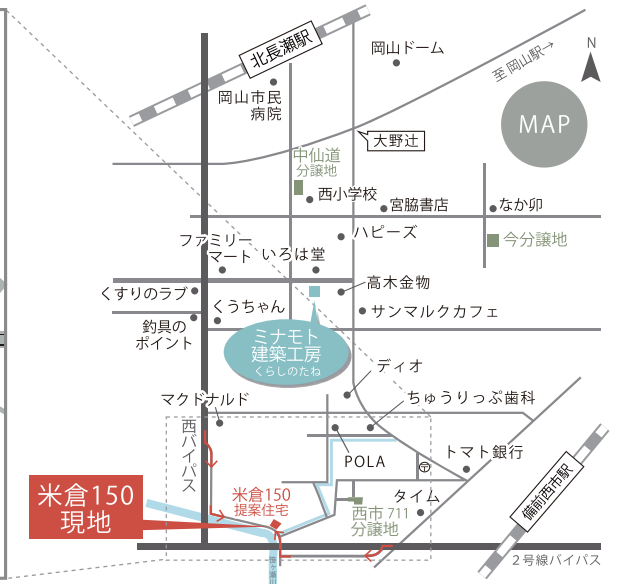 北長瀬駅
岡山ドーム
至 岡山駅→
N
岡山市民
病院
MAP
大野辻
中仙道
分譲地
西小学校
宮脇書店
なか卯
ファミリー
マート
いろは堂
ハピーズ
今分譲地
くすりのラブ
高木金物
くうちゃん
サンマルクカフェ
釣具の
ポイント
ミナモト
建築工房
くらしのたね
ディオ
マクドナルド
ちゅうりっぷ歯科
西バイパス
POLA
トマト銀行
米倉150
現地
米倉150
提案住宅
タイム
西市 711
分譲地
備前西市駅
2号線バイパス
笹ヶ瀬川